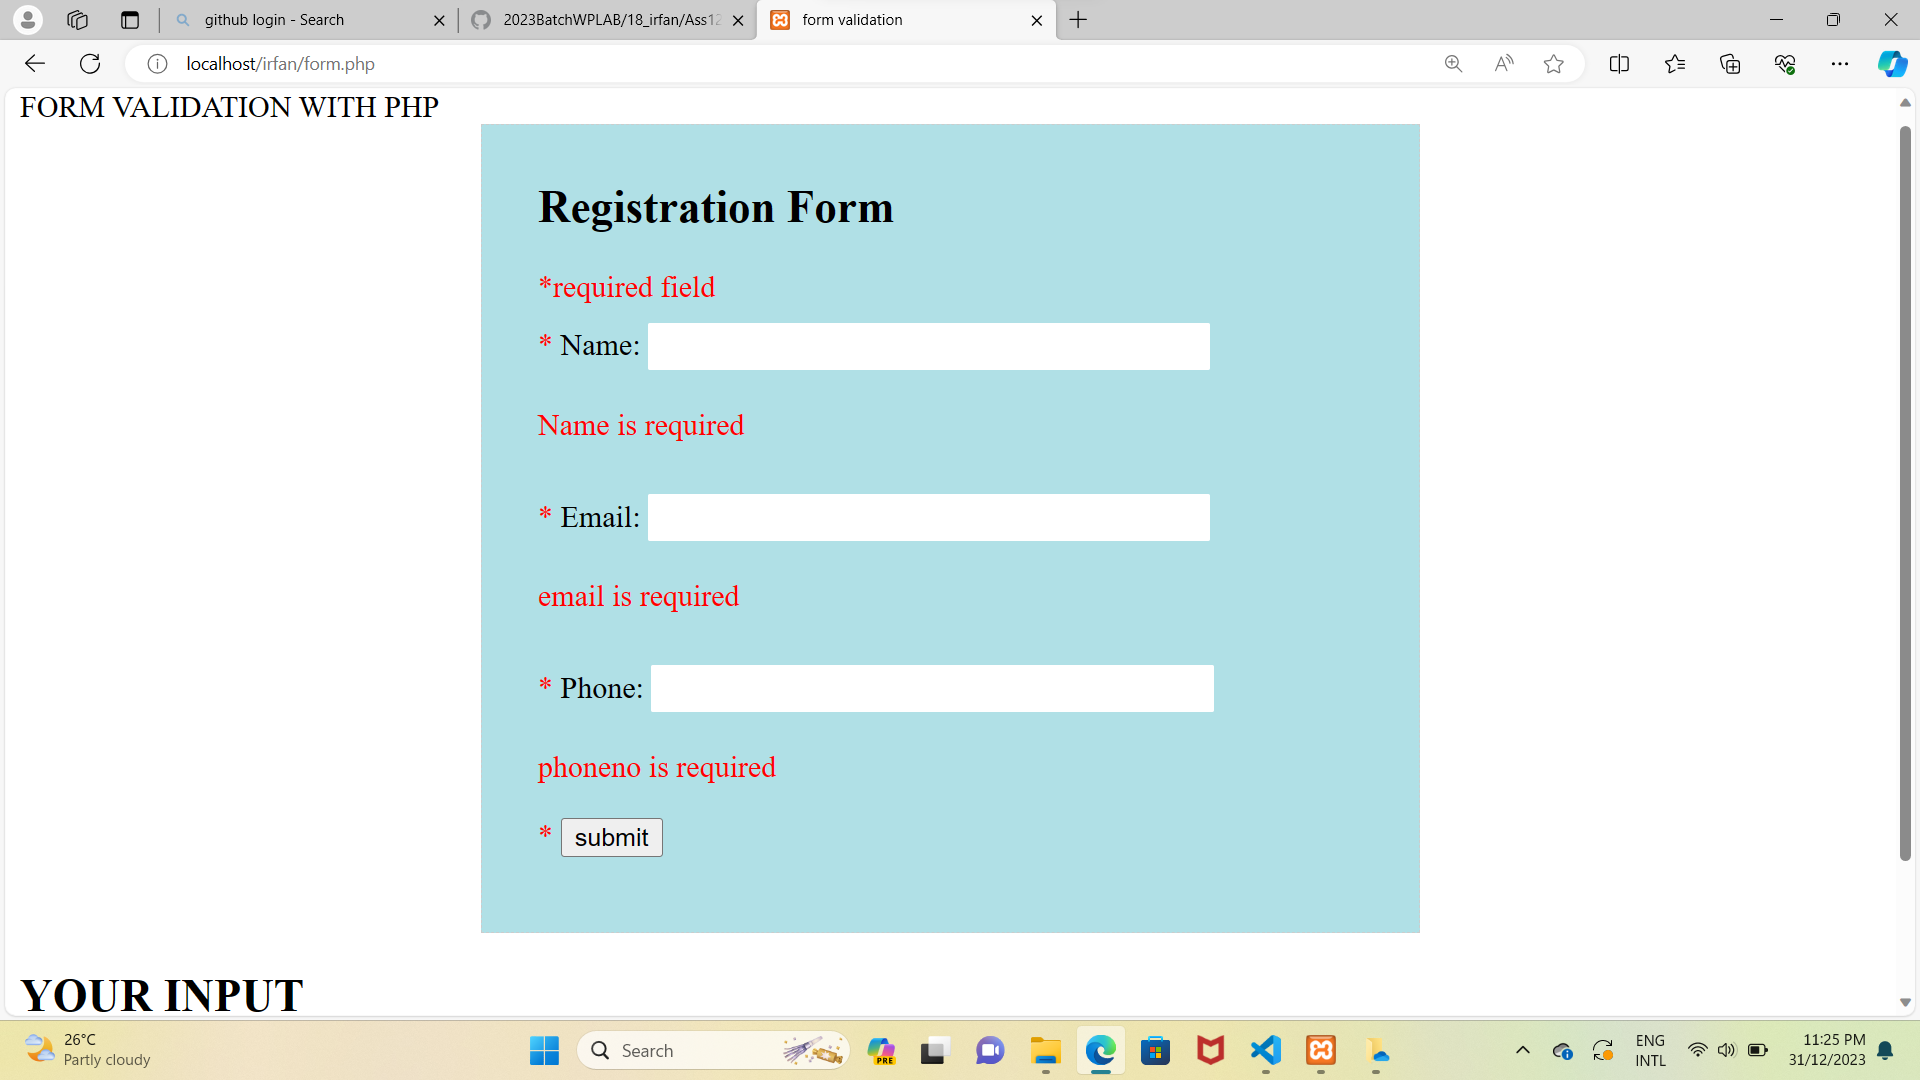 github login - Search
2023BatchWPLAB/18_irfan/Ass12
form validation
localhost/irfan/form.php
FORM VALIDATION WITH PHP
Registration Form
*required field
* Name:
Name is required
* Email:
email is required
* Phone:
phoneno is required
* submit
YOUR INPUT
26°C
Partly cloudy
Search
PRE
ENG
INTL
11:25 PM
31/12/2023